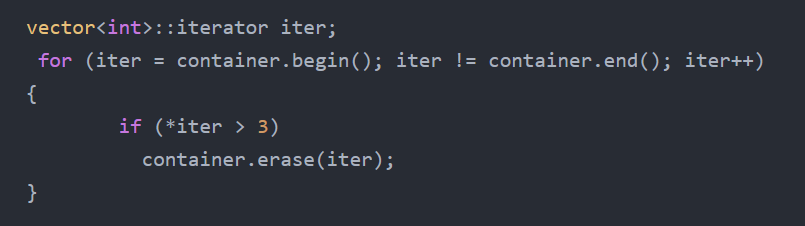 vector<int>::iterator iter;
for (iter = container.begin(); iter != container.end(); iter++)
{
if (*iter > 3)
container.erase(iter);
}